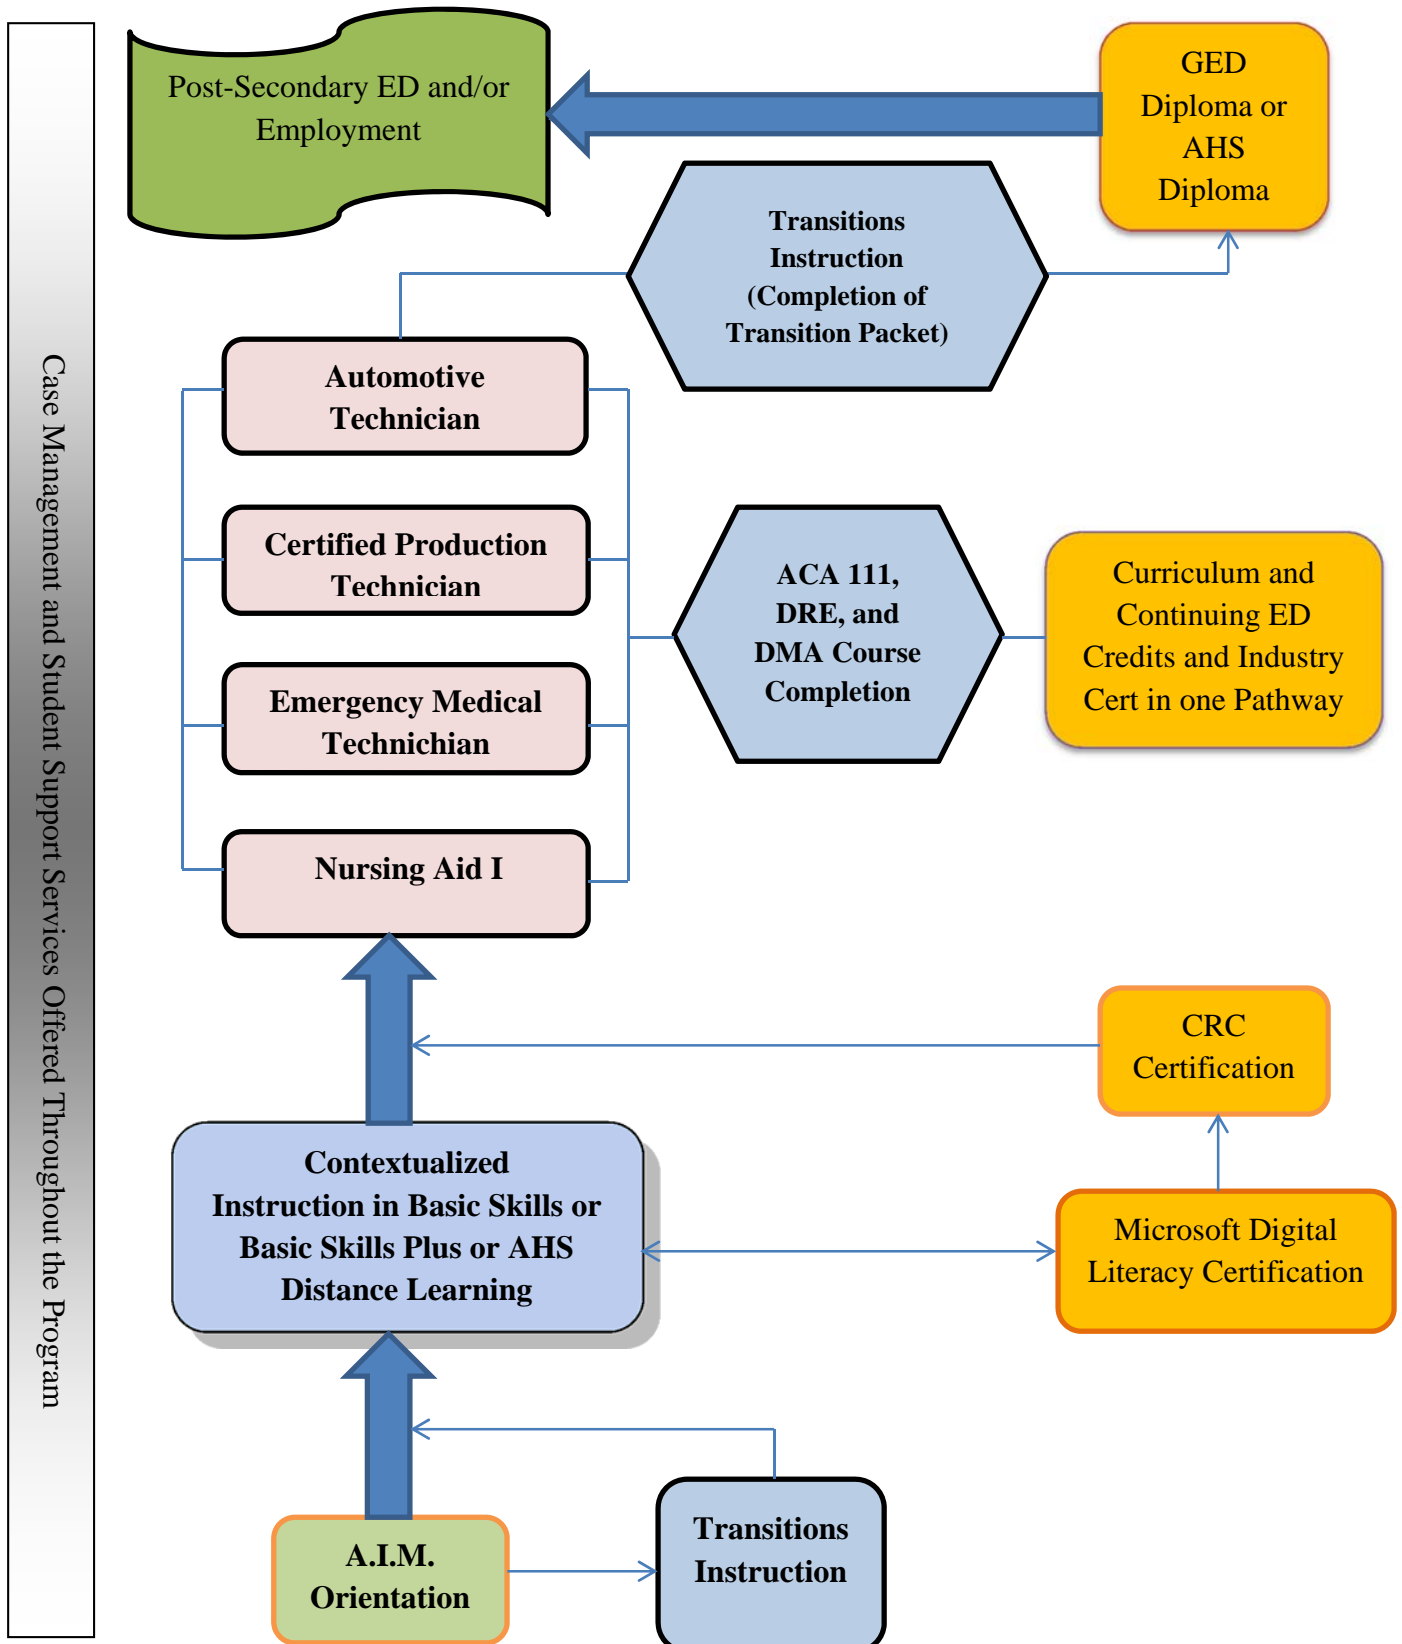 Post-Secondary ED and/or
Employment
GED
Diploma or
AHS
Diploma
Transitions
Instruction
(Completion of
Transition Packet)
Automotive
Technician
Certified Production
Technician
ACA 111,
DRE, and
DMA Course
Completion
Curriculum and
Continuing ED
Credits and Industry
Cert in one Pathway
Emergency Medical
Technichian
Nursing Aid I
CRC
Certification
Contextualized
Instruction in Basic Skills or
Basic Skills Plus or AHS
Distance Learning
Microsoft Digital
Literacy Certification
Transitions
Instruction
A.I.M.
Orientation
Case Management and Student Support Services Offered Throughout the Program